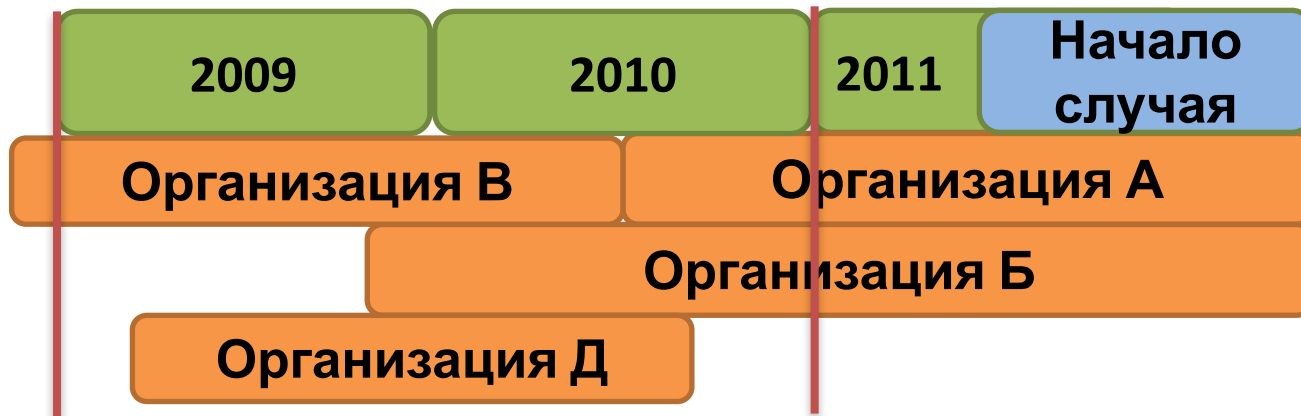 2009
2010
2011
Начало
случая
Организация В
Организация А
Организация Б
Организация Д